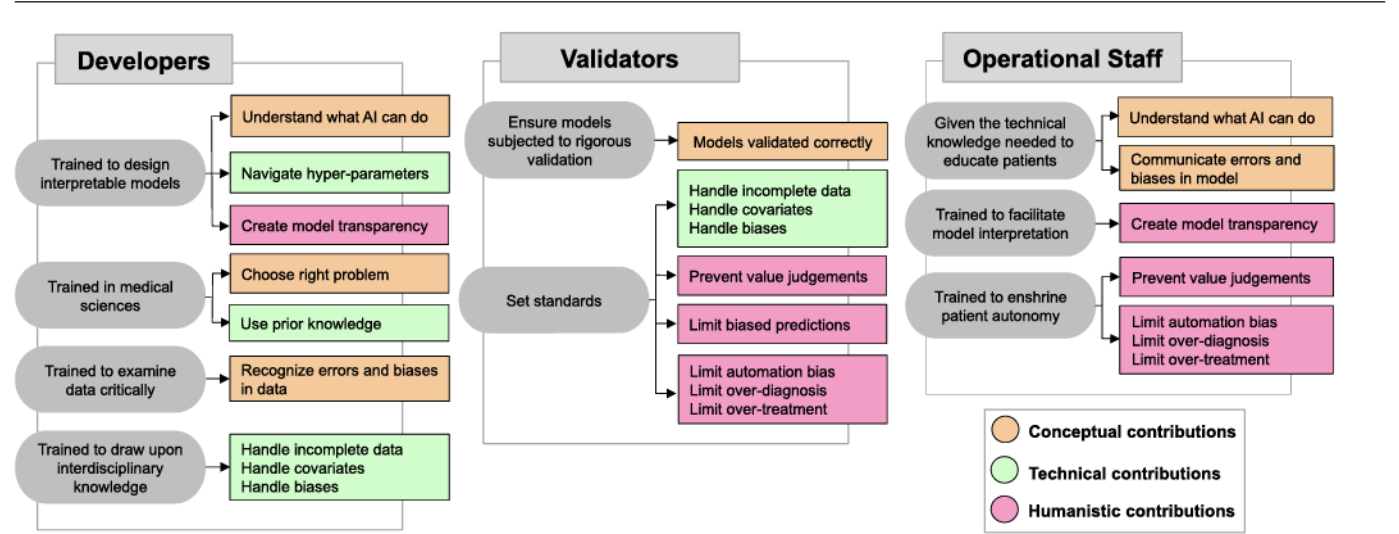 Developers
Trained to design
interpretable models
Understand what AI can do
Navigate hyper-parameters
Create model transparency
Trained in medical
sciences
Choose right problem
Use prior knowledge
Trained to examine
data critically
Recognize errors and biases
in data
Trained to draw upon
interdisciplinary
knowledge
Handle incomplete data
Handle covariates
Handle biases
Validators
Ensure models
subjected to rigorous
validation
Models validated correctly
Set standards
Handle incomplete data
Handle covariates
Handle biases
Prevent value judgements
Limit biased predictions
Limit automation bias
Limit over-diagnosis
Limit over-treatment
Operational Staff
Given the technical
knowledge needed to
educate patients
Understand what AI can do
Communicate errors and
biases in model
Trained to facilitate
model interpretation
Create model transparency
Trained to enshrine
patient autonomy
Prevent value judgements
Limit automation bias
Limit over-diagnosis
Limit over-treatment
Conceptual contributions
Technical contributions
Humanistic contributions